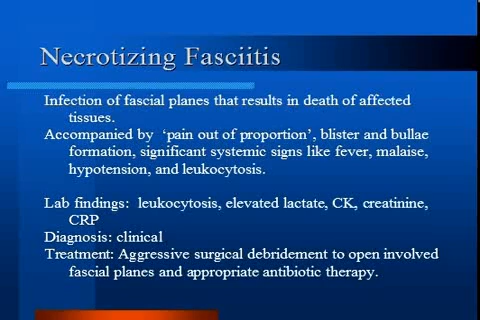 Necrotizing Fasciitis
Infection of fascial planes that results in death of affected
tissues.
Accompanied by ‘pain out of proportion’, blister and bullae
formation, significant systemic signs like fever, malaise,
hypotension, and leukocytosis.
Lab findings: leukocytosis, elevated lactate, CK, creatinine,
CRP
Diagnosis: clinical
Treatment: Aggressive surgical debridement to open involved
fascial planes and appropriate antibiotic therapy.